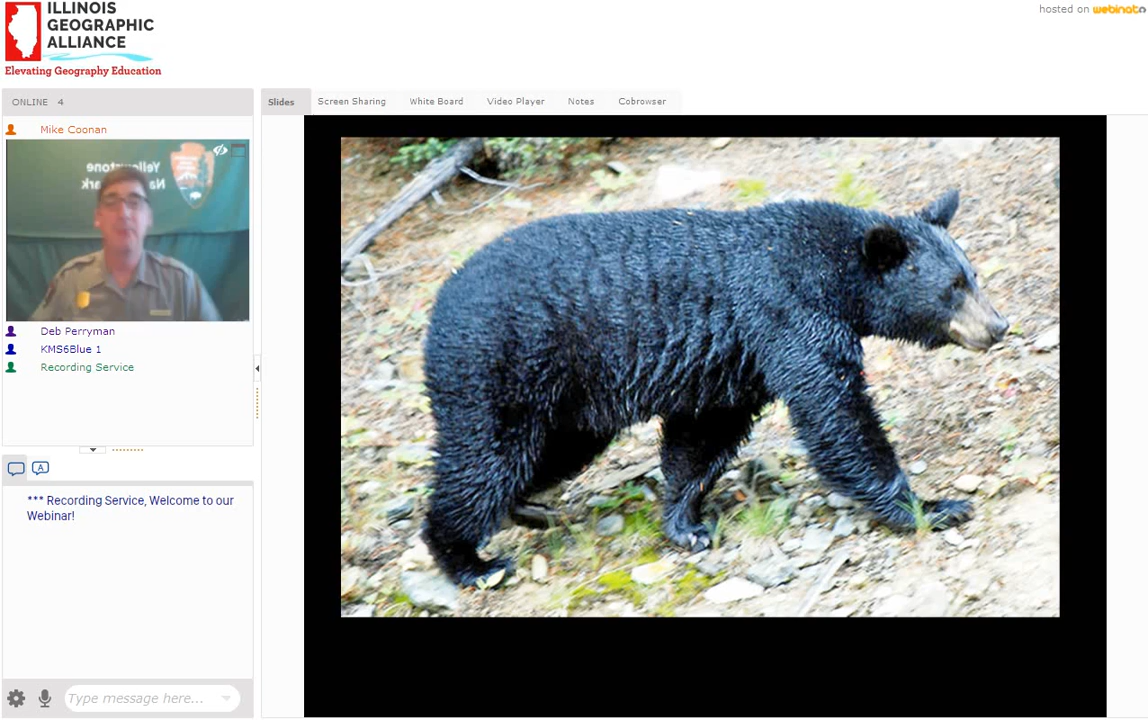 ILLINOIS
GEOGRAPHIC
ALLIANCE
Elevating Geography Education
hosted on webinato
ONLINE 4
Slides
Screen Sharing
White Board
Video Player
Notes
Cobrowser
Mike Coonan
Yellowstone
Deb Perryman
KMS6Blue 1
Recording Service
A
*** Recording Service, Welcome to our
Webinar!
Type message here...